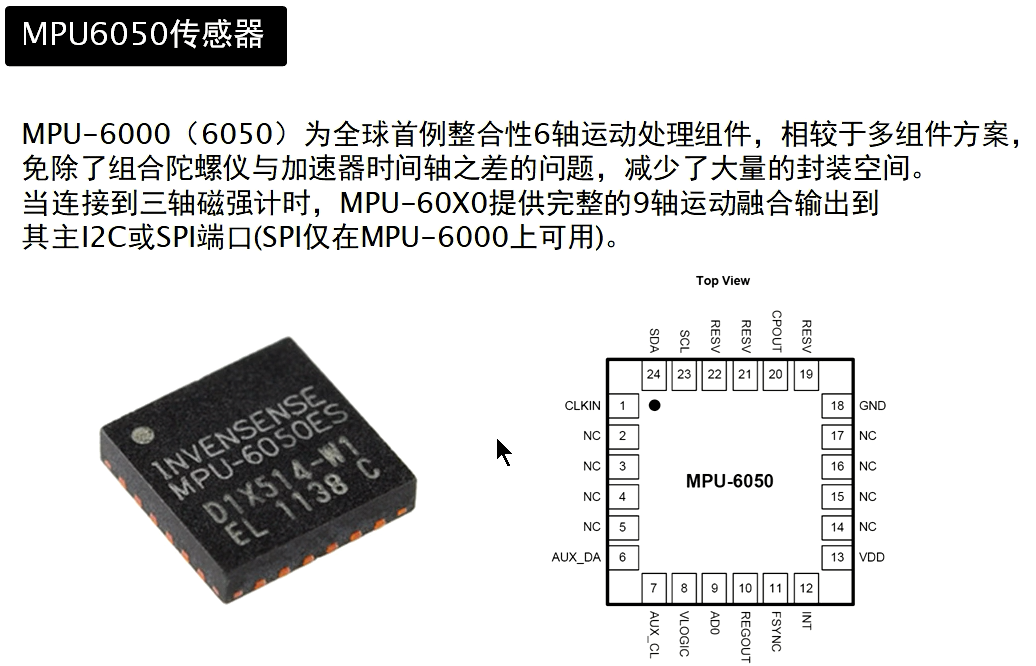 MPU6050传感器
MPU-6000（6050）为全球首例整合性6轴运动处理组件，相较于多组件方案，
免除了组合陀螺仪与加速器时间轴之差的问题，减少了大量的封装空间。
当连接到三轴磁强计时，MPU-60X0提供完整的9轴运动融合输出到
其主I2C或SPI端口(SPI仅在MPU-6000上可用)。
INVENSENSE
MPU-6050ES
D1X514-W1
EL 1138 C
Top View
SDA SCL RESV RESV CPOUT RESV
24 23 22 21 20 19
CLKIN 1 18 GND
NC 2 17 NC
NC 3 16 NC
MPU-6050
NC 4 15 NC
NC 5 14 NC
AUX_DA 6 13 VDD
7 8 9 10 11 12
AUX_CL VLOGIC AD0 REGOUT FSYNC INT